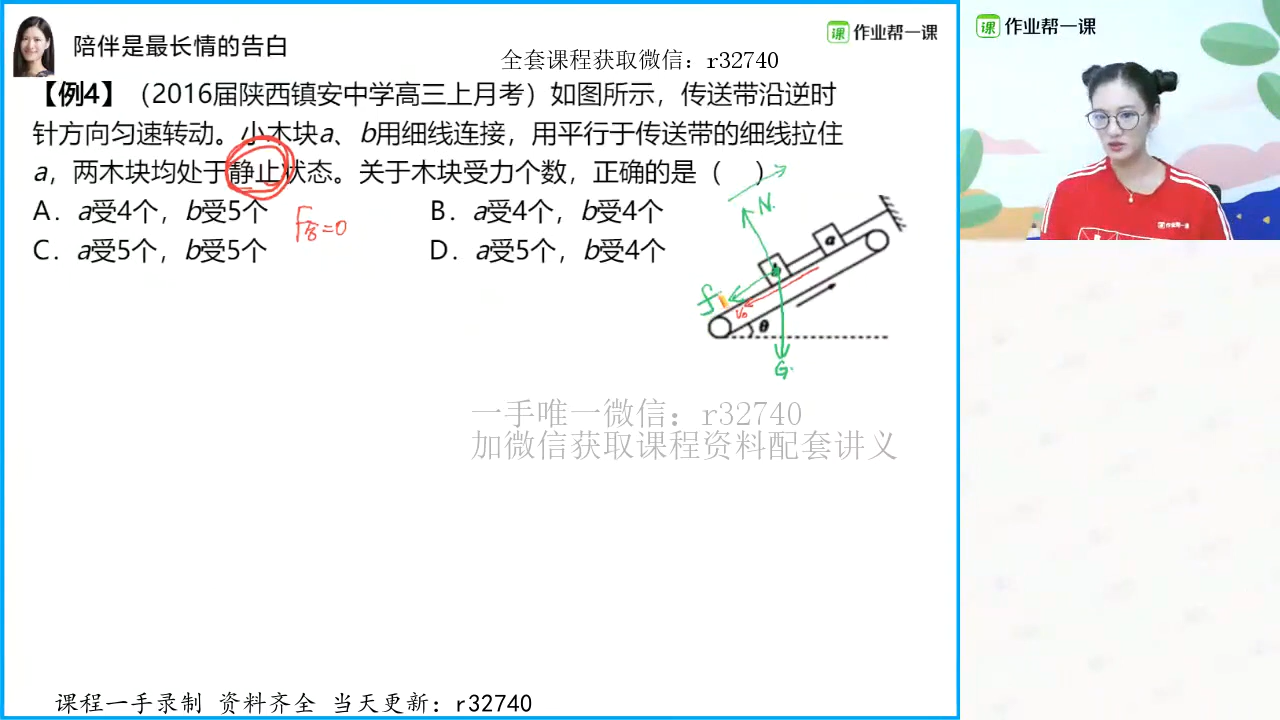 陪伴是最长情的告白
课 作业帮一课
课 作业帮一课
全套课程获取微信：r32740
【例4】（2016届陕西镇安中学高三上月考）如图所示，传送带沿逆时
针方向匀速转动。小木块a、b用细线连接，用平行于传送带的细线拉住
a，两木块均处于静止状态。关于木块受力个数，正确的是（ ）
A．a受4个，b受5个
B．a受4个，b受4个
F合=0
C．a受5个，b受5个
D．a受5个，b受4个
N
a
f
V₀
θ
G
作业帮一课
一手唯一微信：r32740
加微信获取课程资料配套讲义
课程一手录制 资料齐全 当天更新：r32740